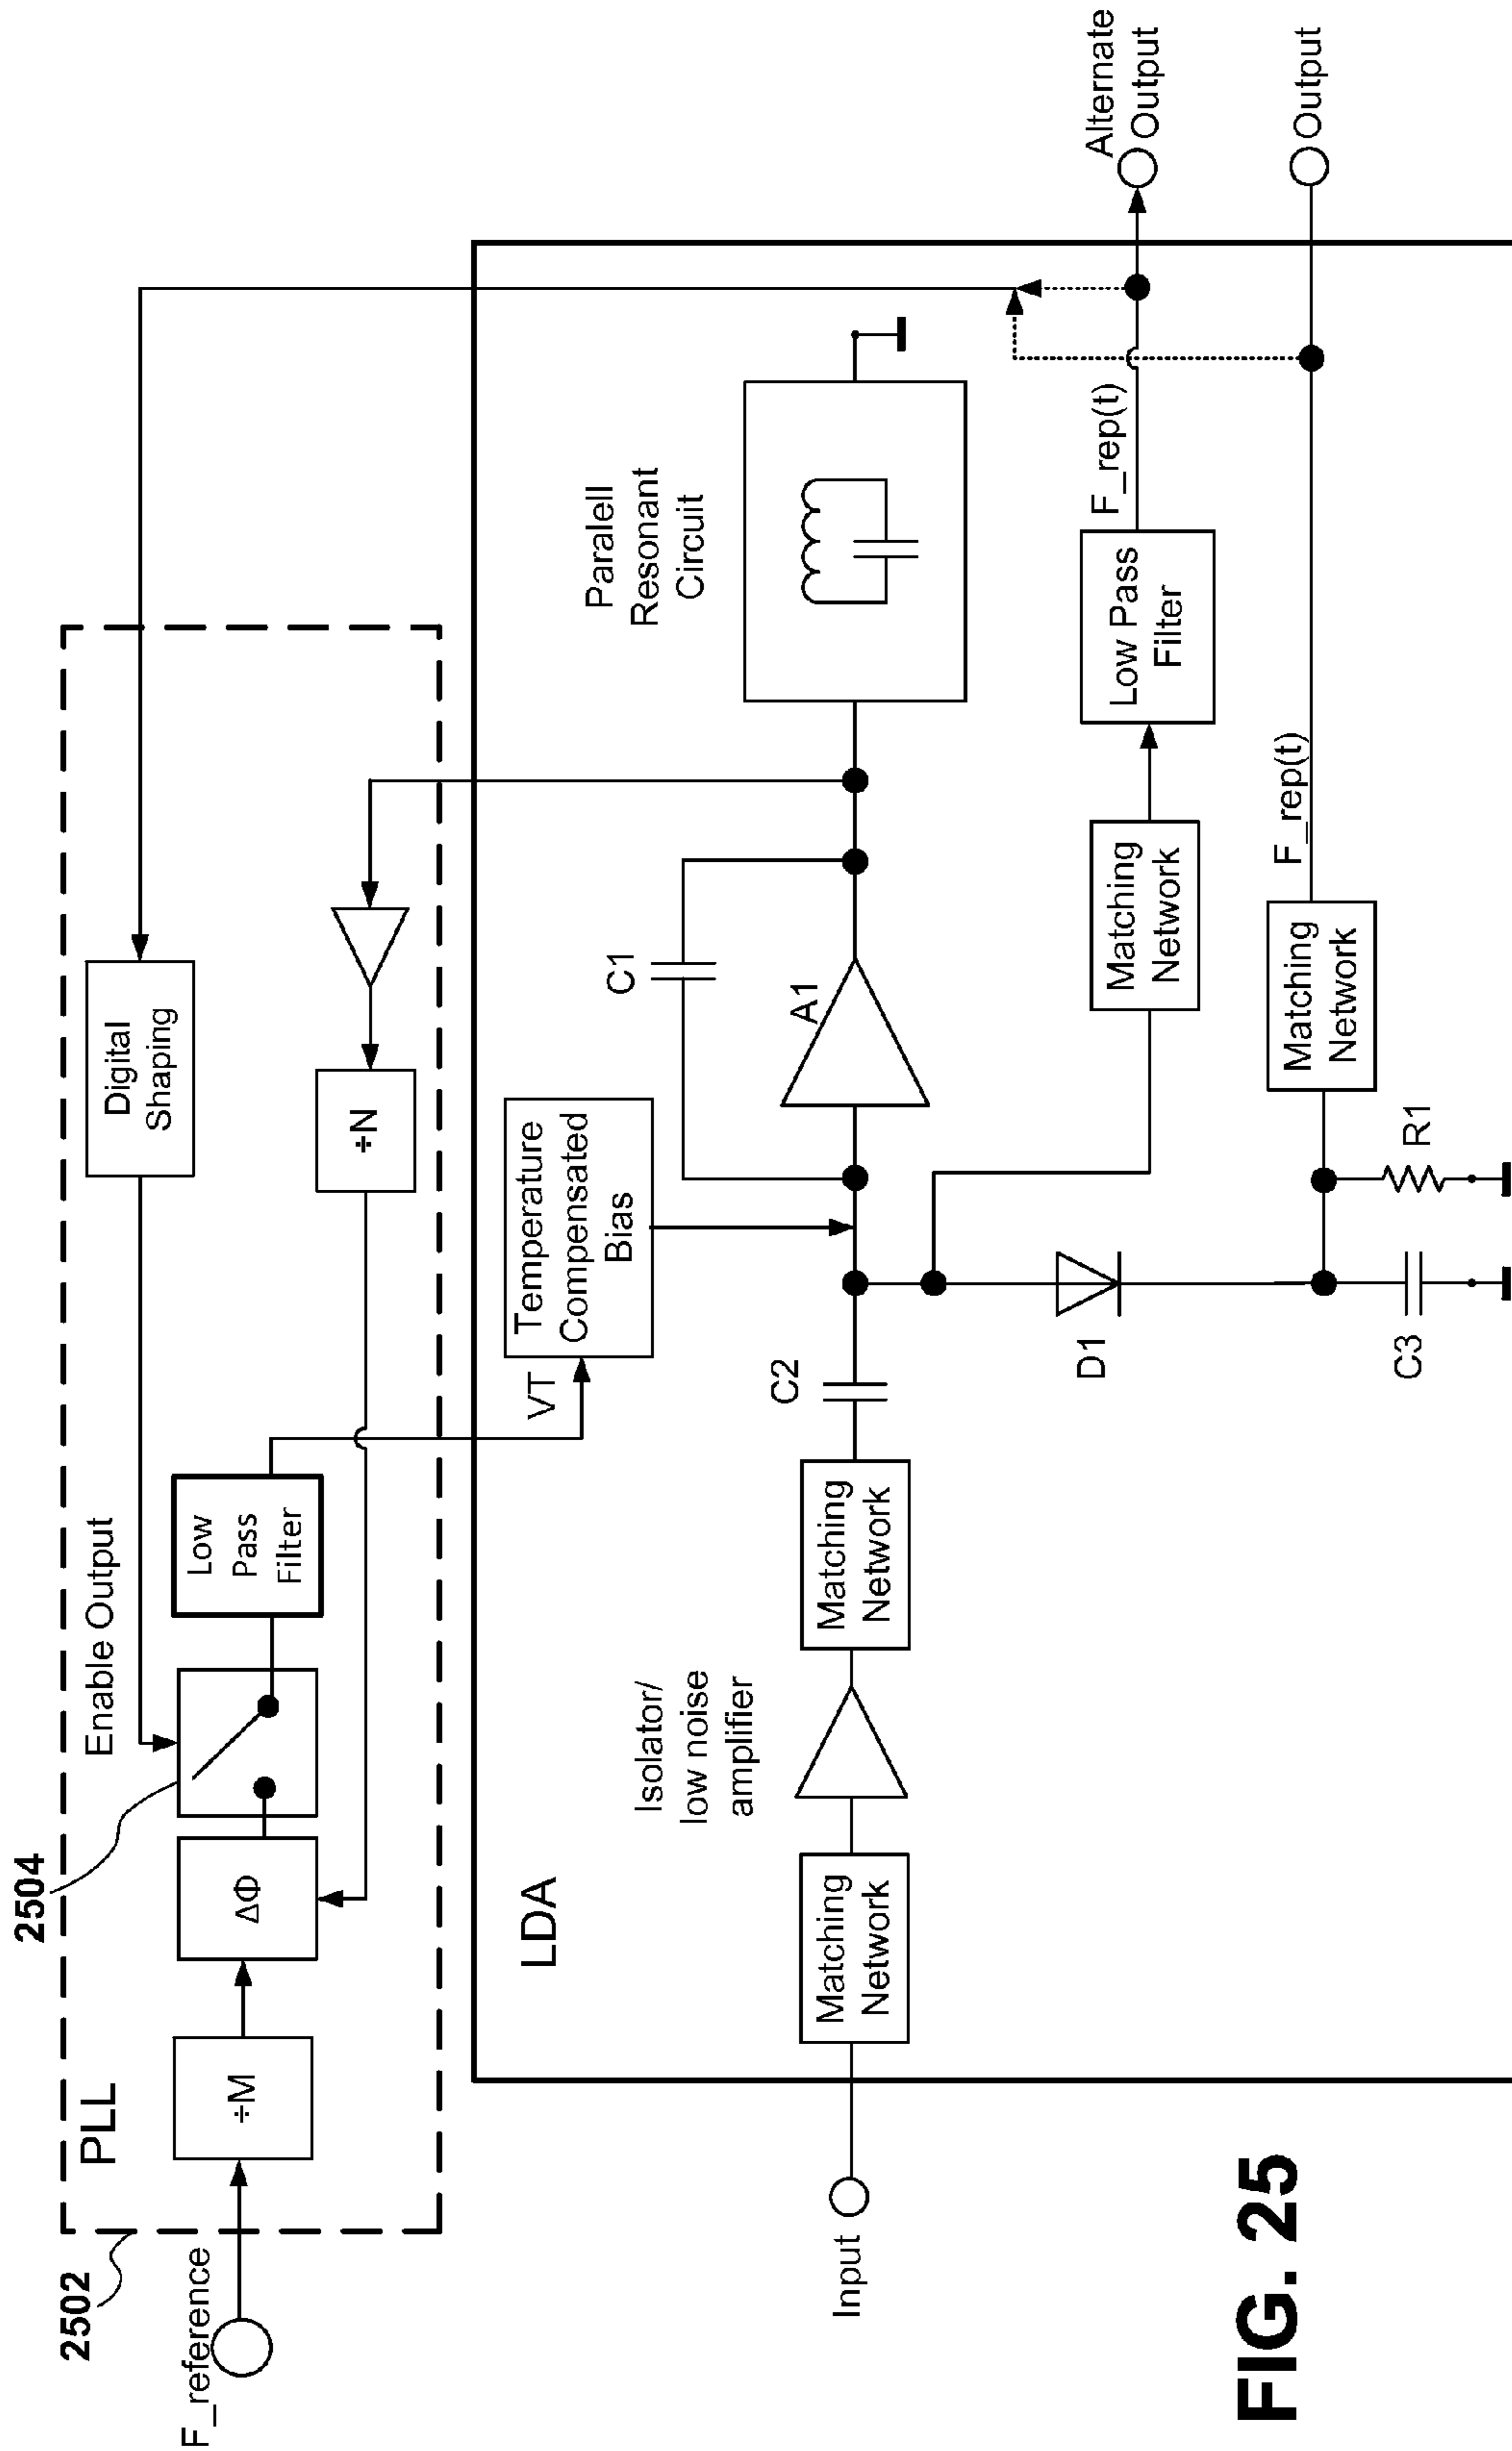 2502
F_reference
PLL
÷M
2504
ΔΦ
Enable Output
Low
Pass
Filter
Digital
Shaping
÷N
VT
Temperature
Compensated
Bias
LDA
Input
Matching
Network
Isolator/
low noise
amplifier
Matching
Network
C2
C1
A1
Paralell
Resonant
Circuit
D1
Matching
Network
Low Pass
Filter
F_rep(t)
Alternate
Output
C3
R1
Matching
Network
F_rep(t)
Output
FIG. 25